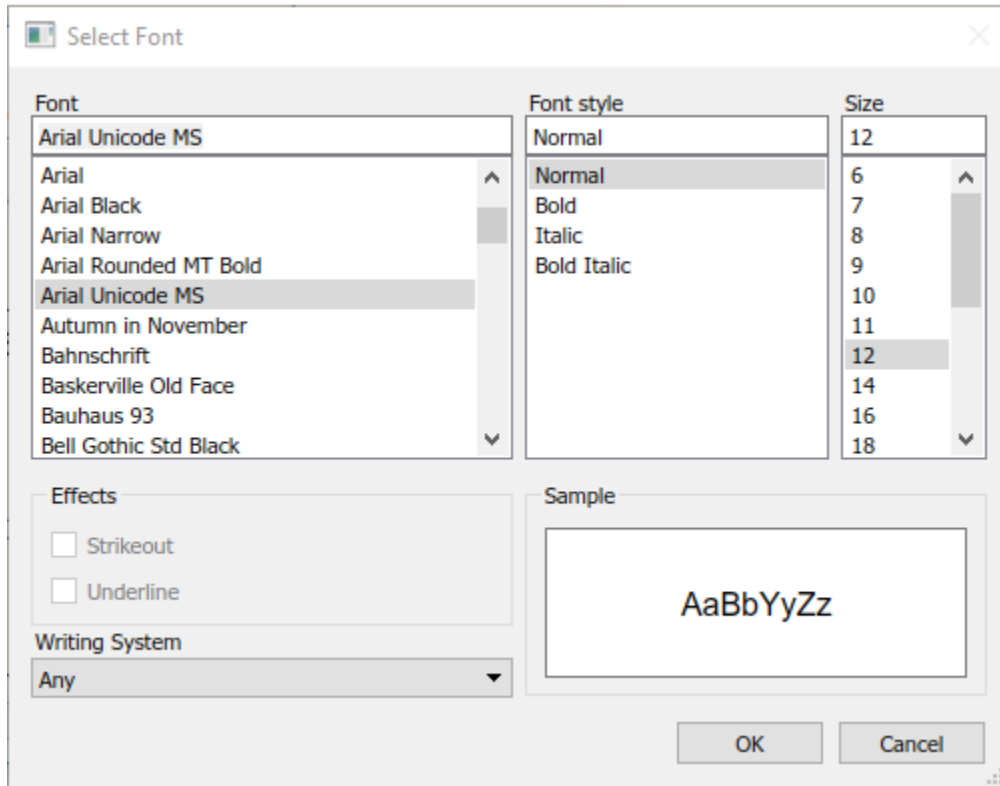 Select Font
Font
Arial Unicode MS
Arial
Arial Black
Arial Narrow
Arial Rounded MT Bold
Arial Unicode MS
Autumn in November
Bahnschrift
Baskerville Old Face
Bauhaus 93
Bell Gothic Std Black
Font style
Normal
Normal
Bold
Italic
Bold Italic
Size
12
6
7
8
9
10
11
12
14
16
18
Effects
Strikeout
Underline
Writing System
Any
Sample
AaBbYyZz
OK
Cancel